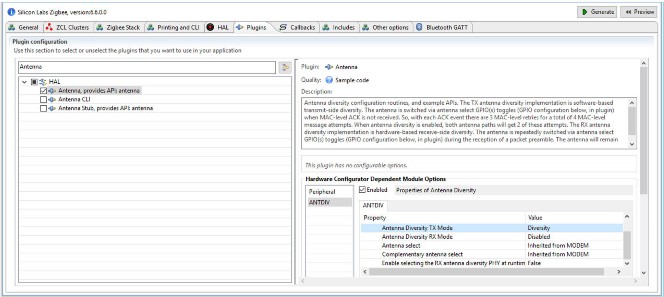 Silicon Labs Zigbee, version:6.6.0.0
Generate
Preview
General
ZCL Clusters
Zigbee Stack
Printing and CLI
HAL
Plugins
Callbacks
Includes
Other options
Bluetooth GATT
Plugin configuration
Use this section to select or unselect the plugins that you want to use in your application
Antenna
HAL
Antenna, provides API: antenna
Antenna CLI
Antenna Stub, provides API: antenna
Plugin: Antenna
Quality: Sample code
Description:
Antenna diversity configuration routines, and example APIs. The TX antenna diversity implementation is software-based
transmit-side diversity. The antenna is switched via antenna select GPIO(s) toggles (GPIO configuration below, in plugin)
when MAC-level ACK is not received. So, with each ACK event there are 3 MAC-level retries for a total of 4 MAC-level
message attempts. When antenna diversity is enabled, both antenna paths will get 2 of these attempts. The RX antenna
diversity implementation is hardware-based receive-side diversity. The antenna is repeatedly switched via antenna select
GPIO(s) toggles (GPIO configuration below, in plugin) during the reception of a packet preamble. The antenna will remain
This plugin has no configurable options.
Hardware Configurator Dependent Module Options
Peripheral
ANTDIV
Enabled
Properties of Antenna Diversity
ANTDIV
Property Value
Antenna Diversity TX Mode Diversity
Antenna Diversity RX Mode Disabled
Antenna select Inherited from MODEM
Complementary antenna select Inherited from MODEM
Enable selecting the RX antenna diversity PHY at runtim False